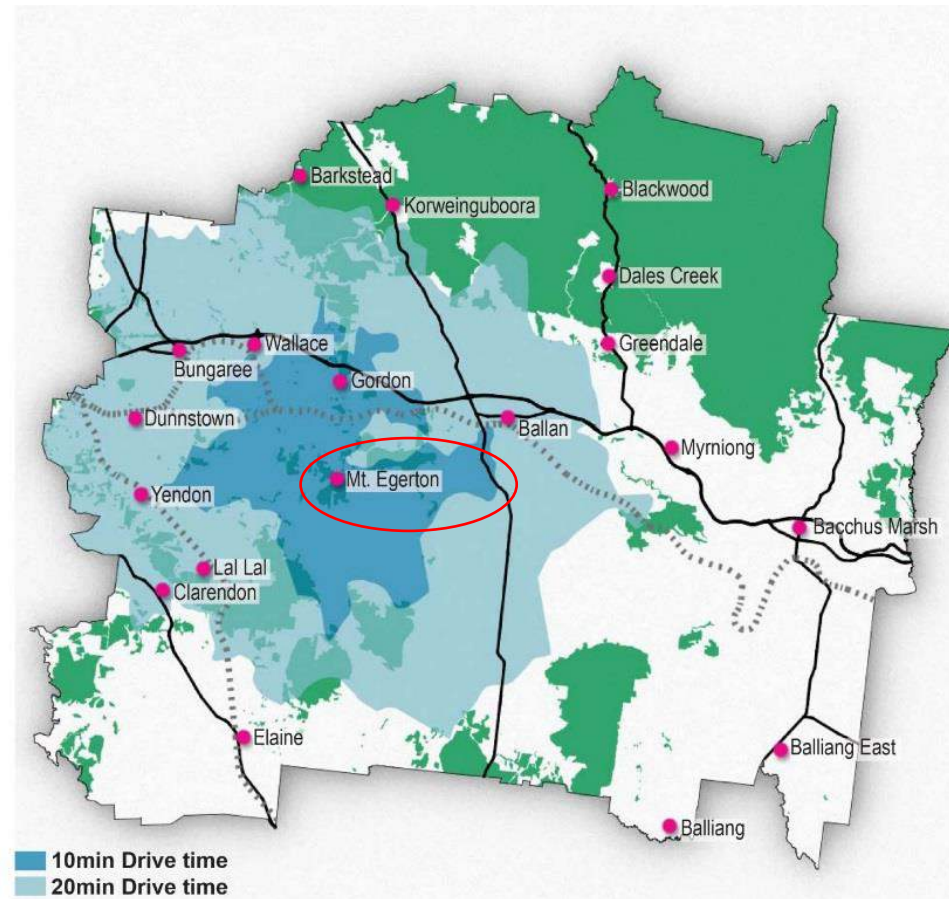 Barkstead
Blackwood
Korweinguboora
Dales Creek
Greendale
Wallace
Bungaree
Gordon
Dunnstown
Ballan
Myrniong
Mt. Egerton
Yendon
Bacchus Marsh
Lal Lal
Clarendon
Elaine
Balliang East
Balliang
10min Drive time
20min Drive time